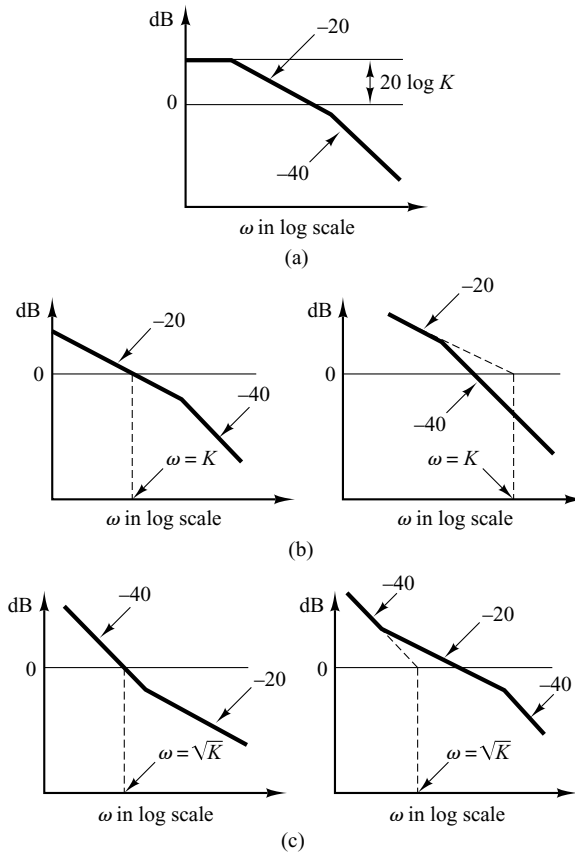 dB
–20
20 log K
0
–40
ω in log scale
(a)
dB
–20
0
–40
ω = K
ω in log scale
dB
–20
0
–40
ω = K
ω in log scale
(b)
dB
–40
0
–20
ω = √K
ω in log scale
dB
–40
–20
0
–40
ω = √K
ω in log scale
(c)